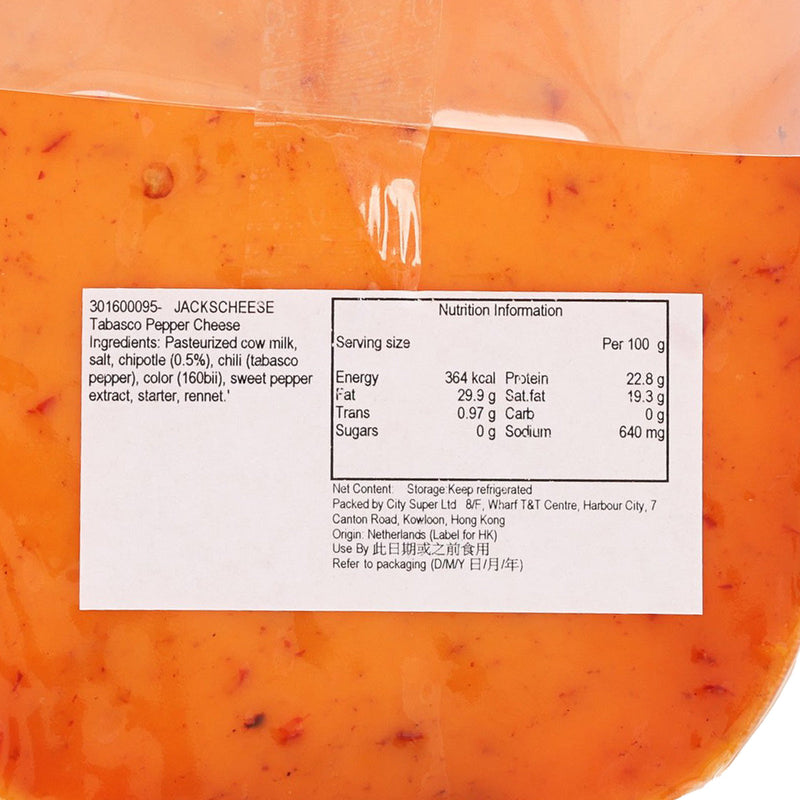 301600095- JACKSCHEESE
Tabasco Pepper Cheese
Ingredients: Pasteurized cow milk,
salt, chipotle (0.5%), chili (tabasco
pepper), color (160bii), sweet pepper
extract, starter, rennet.'
Nutrition Information
Serving size Per 100 g
Energy 364 kcal Protein 22.8 g
Fat 29.9 g Sat.fat 19.3 g
Trans 0.97 g Carb 0 g
Sugars 0 g Sodium 640 mg
Net Content: Storage:Keep refrigerated
Packed by City Super Ltd 8/F, Wharf T&T Centre, Harbour City, 7
Canton Road, Kowloon, Hong Kong
Origin: Netherlands (Label for HK)
Use By 此日期或之前食用
Refer to packaging (D/M/Y 日/月/年)